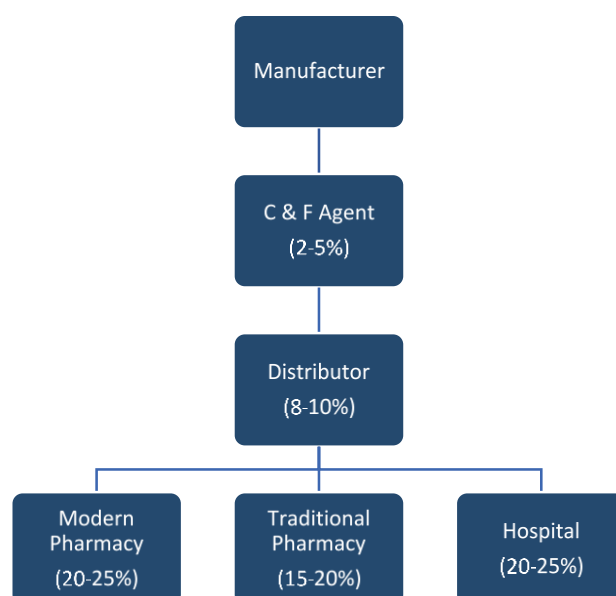 Manufacturer
C & F Agent
(2-5%)
Distributor
(8-10%)
Modern
Pharmacy
(20-25%)
Traditional
Pharmacy
(15-20%)
Hospital
(20-25%)